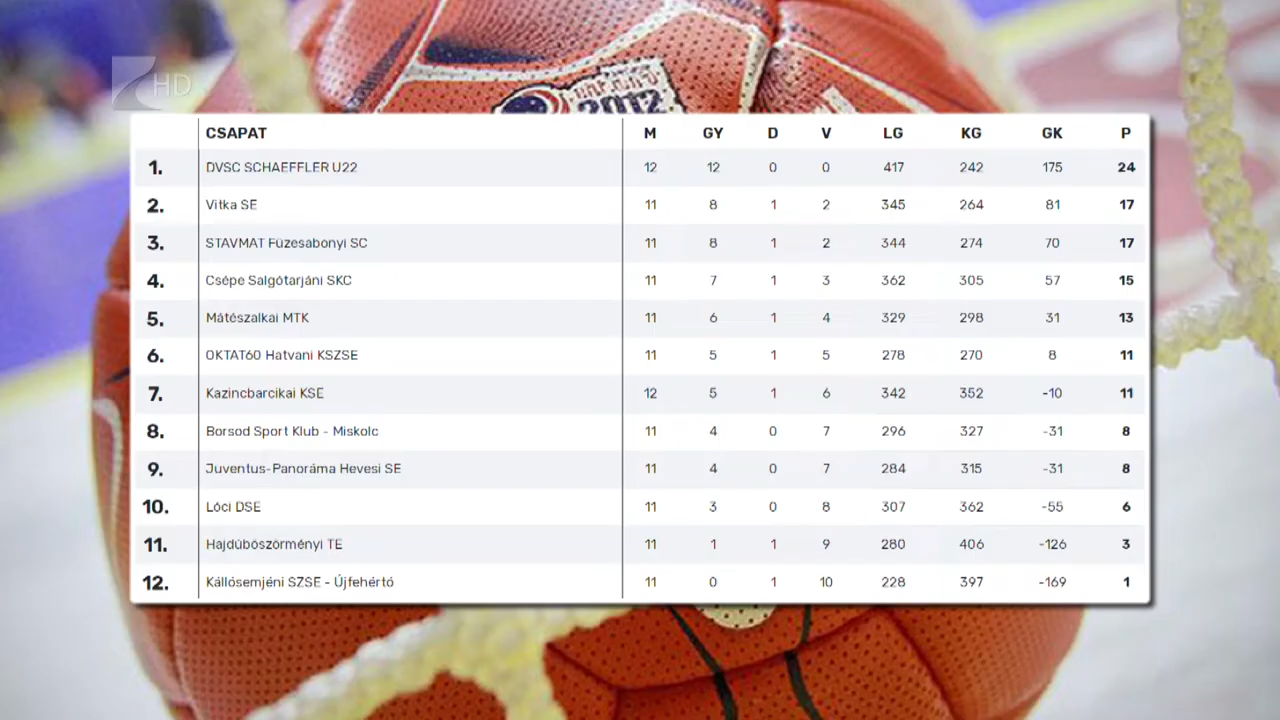 HD
2012
CSAPAT M GY D V LG KG GK P
1. DVSC SCHAEFFLER U22 12 12 0 0 417 242 175 24
2. Vitka SE 11 8 1 2 345 264 81 17
3. STAVMAT Füzesabonyi SC 11 8 1 2 344 274 70 17
4. Csépe Salgótarjáni SKC 11 7 1 3 362 305 57 15
5. Mátészalkai MTK 11 6 1 4 329 298 31 13
6. OKTAT60 Hatvani KSZSE 11 5 1 5 278 270 8 11
7. Kazincbarcikai KSE 12 5 1 6 342 352 -10 11
8. Borsod Sport Klub - Miskolc 11 4 0 7 296 327 -31 8
9. Juventus-Panoráma Hevesi SE 11 4 0 7 284 315 -31 8
10. Lóci DSE 11 3 0 8 307 362 -55 6
11. Hajdúböszörményi TE 11 1 1 9 280 406 -126 3
12. Kállósemjéni SZSE - Újfehértó 11 0 1 10 228 397 -169 1